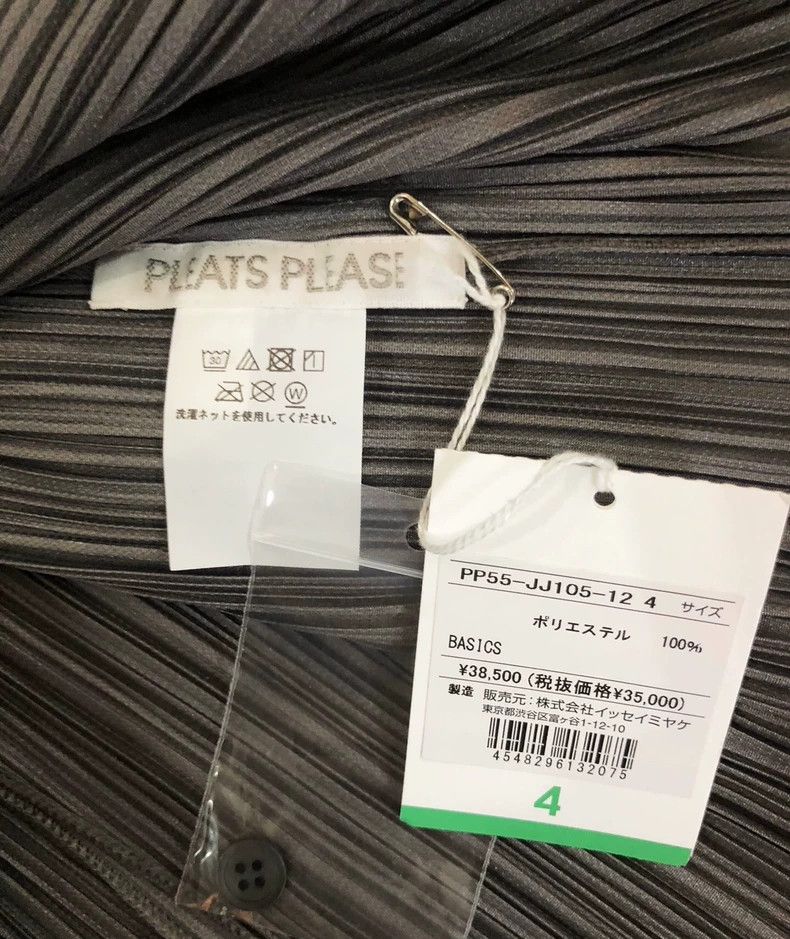 PLEATS PLEASE
30
W
洗濯ネットを使用してください。
PP55-JJ105-12 4 サイズ
ポリエステル 100%
BASICS
¥38,500 (税抜価格¥35,000)
製造 販売元:株式会社イッセイミヤケ
東京都渋谷区富ヶ谷1-12-10
4548296132075
4